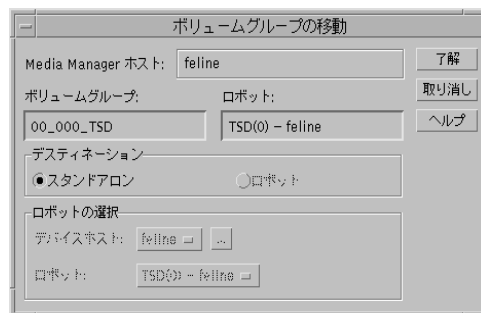 ボリュームグループの移動
Media Manager ホスト: feline
了解
ボリュームグループ: ロボット:
取り消し
00_000_TSD TSD(0) – feline
ヘルプ
デスティネーション
スタンドアロン ロボット
ロボットの選択
デバイスホスト: feline ...
ロボット: TSD(0) – feline